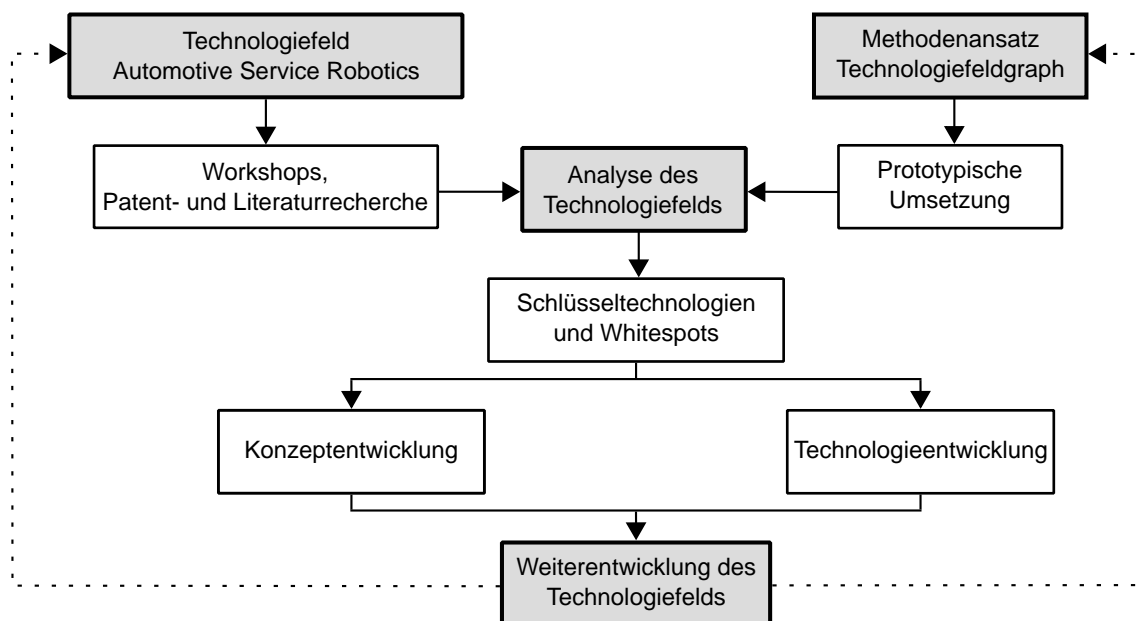 Technologiefeld
Automotive Service Robotics
Methodenansatz
Technologiefeldgraph
Workshops,
Patent- und Literaturrecherche
Analyse des
Technologiefelds
Prototypische
Umsetzung
Schlüsseltechnologien
und Whitespots
Konzeptentwicklung
Technologieentwicklung
Weiterentwicklung des
Technologiefelds